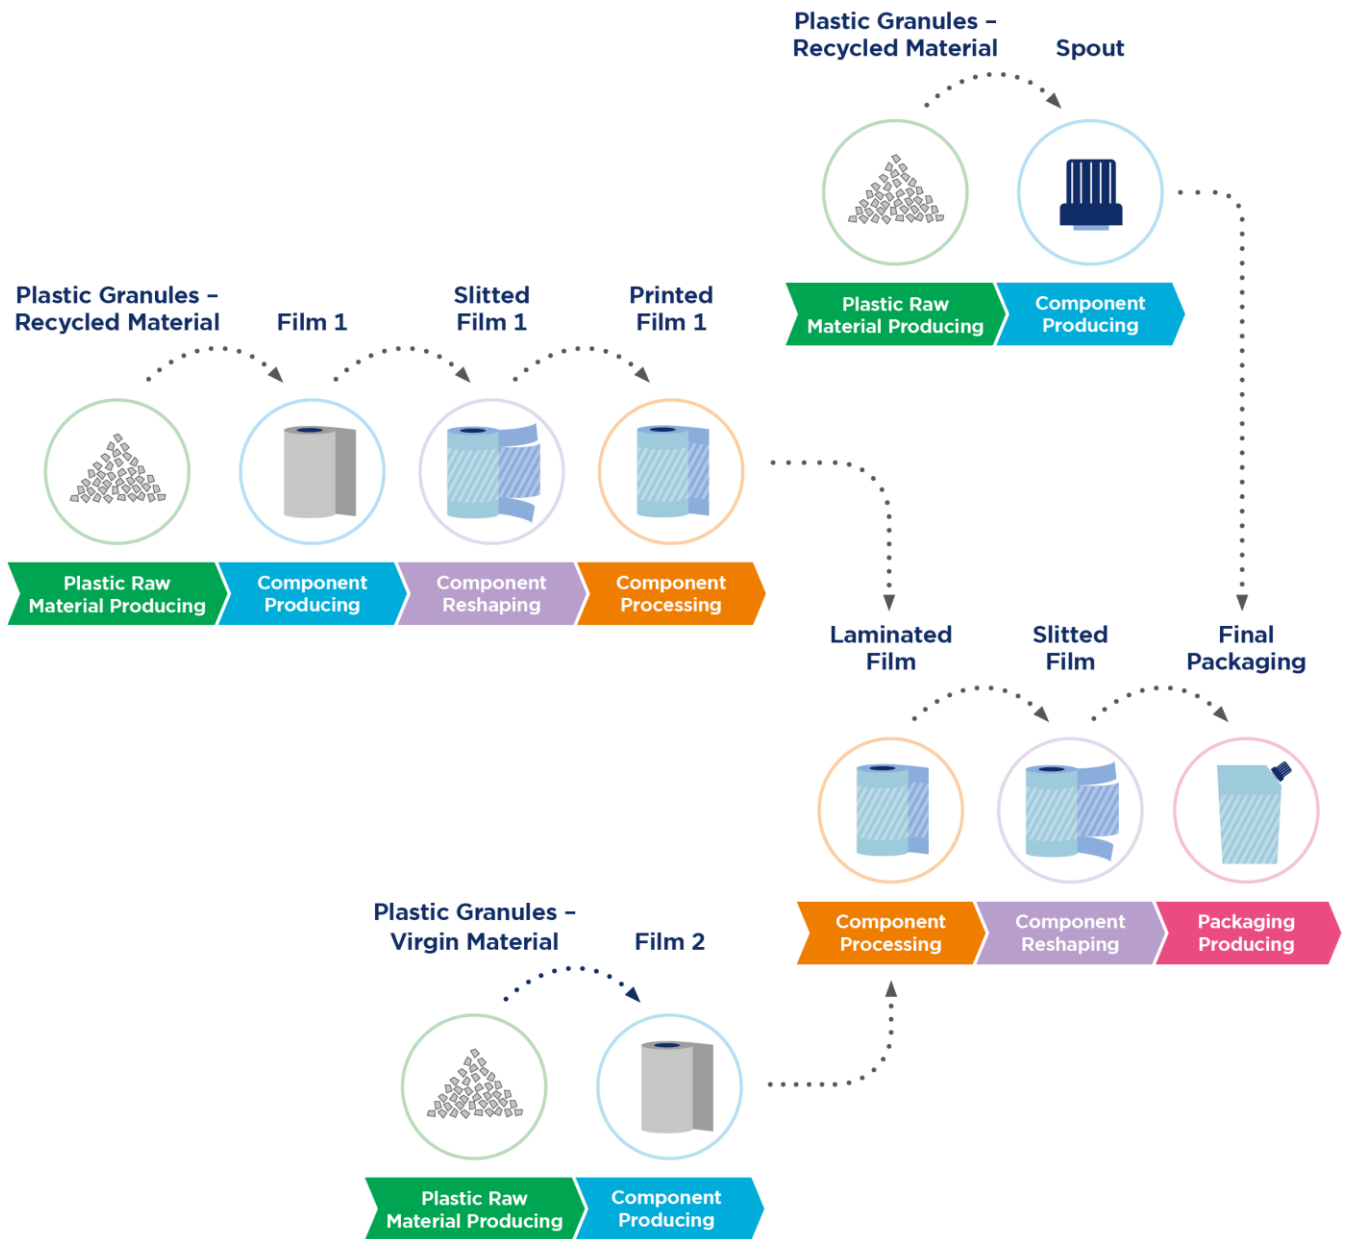 Plastic Granules –
Recycled Material
Spout
Plastic Raw
Material Producing
Component
Producing
Plastic Granules –
Recycled Material
Film 1
Slitted
Film 1
Printed
Film 1
Plastic Raw
Material Producing
Component
Producing
Component
Reshaping
Component
Processing
Laminated
Film
Slitted
Film
Final
Packaging
Component
Processing
Component
Reshaping
Packaging
Producing
Plastic Granules –
Virgin Material
Film 2
Plastic Raw
Material Producing
Component
Producing